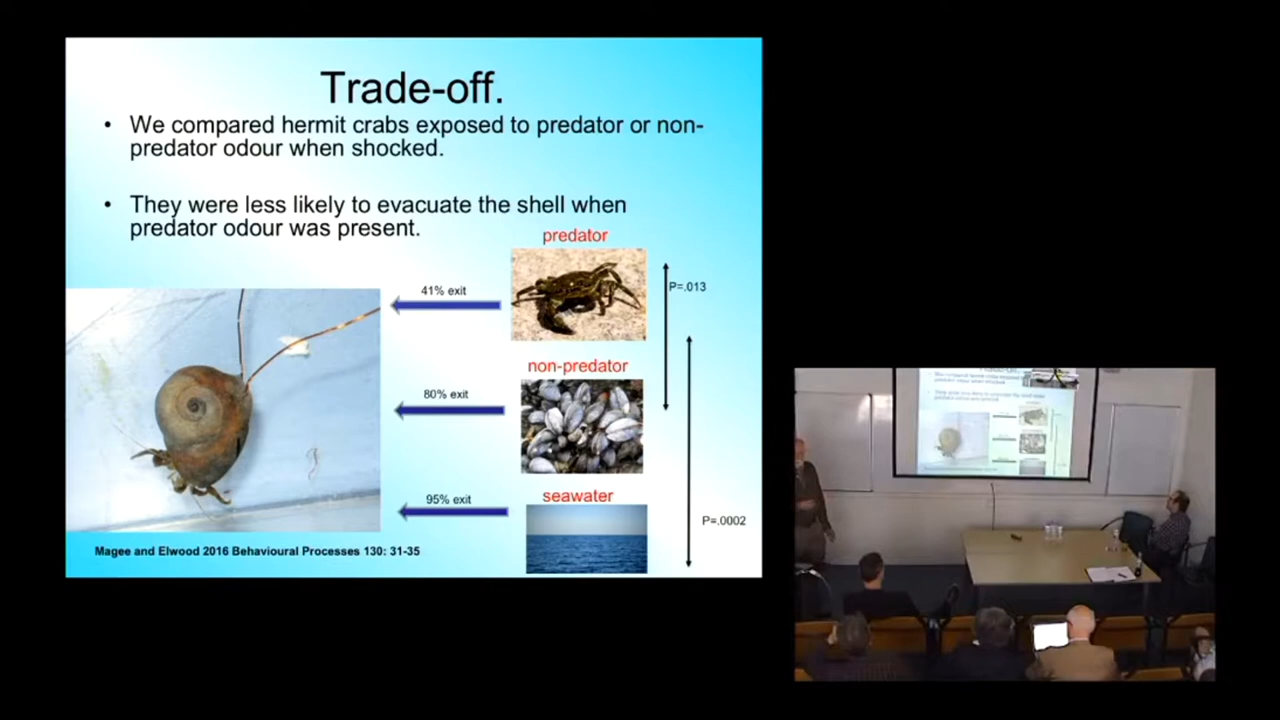 Trade-off.
• We compared hermit crabs exposed to predator or non-
predator odour when shocked.
• They were less likely to evacuate the shell when
predator odour was present.
predator
41% exit
P=.013
non-predator
80% exit
seawater
95% exit
P=.0002
Magee and Elwood 2016 Behavioural Processes 130: 31-35